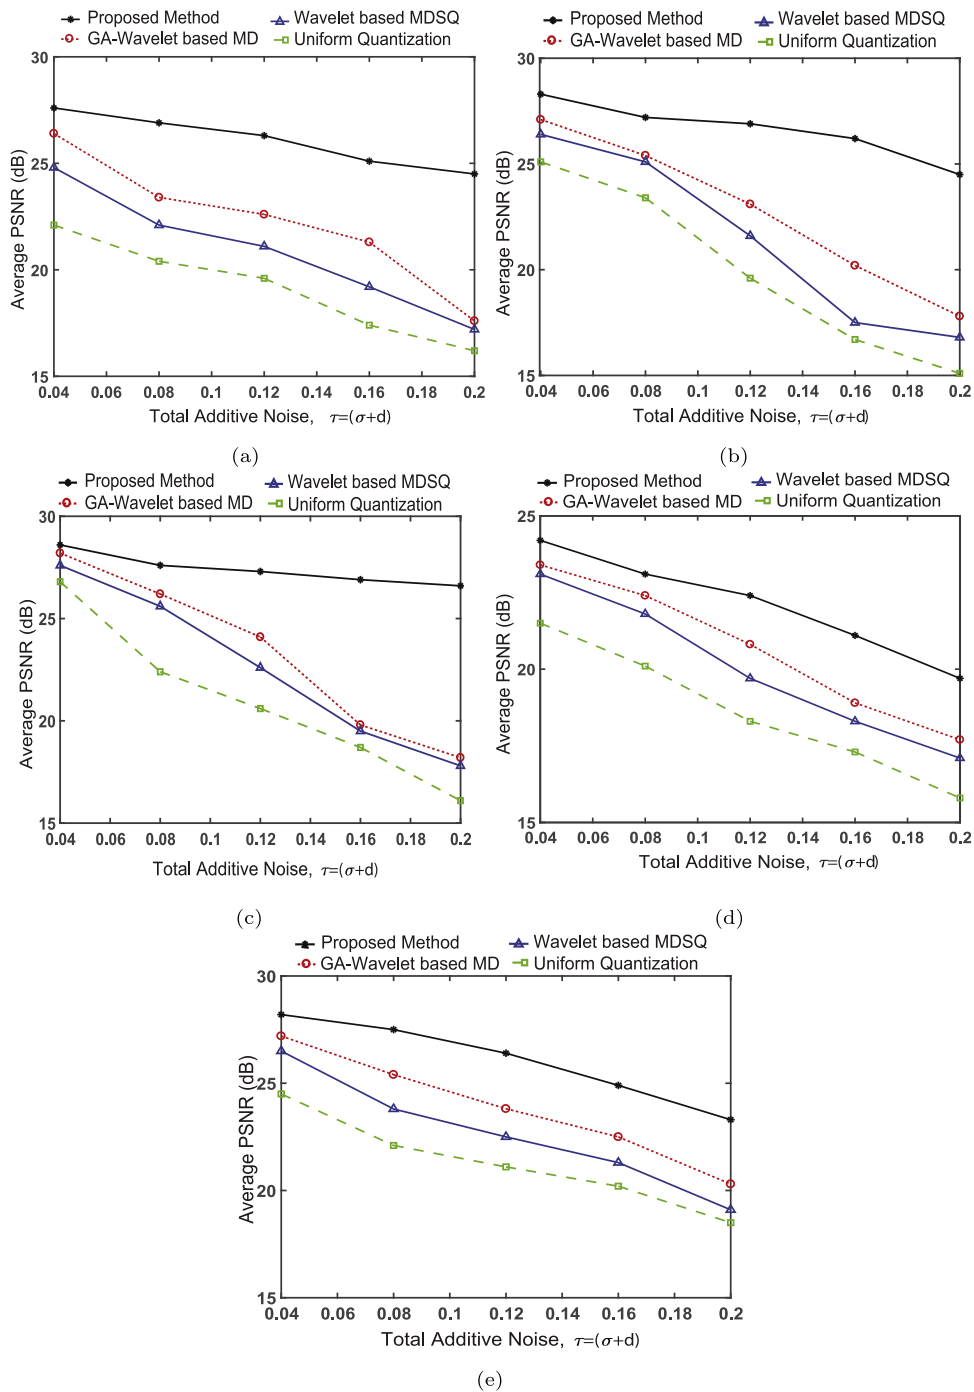 Proposed Method
Wavelet based MDSQ
GA-Wavelet based MD
Uniform Quantization
30
25
20
15
Average PSNR (dB)
0.04 0.06 0.08 0.1 0.12 0.14 0.16 0.18 0.2
Total Additive Noise, τ=(σ+d)
(a)
Proposed Method
Wavelet based MDSQ
GA-Wavelet based MD
Uniform Quantization
30
25
20
15
Average PSNR (dB)
0.04 0.06 0.08 0.1 0.12 0.14 0.16 0.18 0.2
Total Additive Noise, τ=(σ+d)
(b)
Proposed Method
Wavelet based MDSQ
GA-Wavelet based MD
Uniform Quantization
30
25
20
15
Average PSNR (dB)
0.04 0.06 0.08 0.1 0.12 0.14 0.16 0.18 0.2
Total Additive Noise, τ=(σ+d)
(c)
Proposed Method
Wavelet based MDSQ
GA-Wavelet based MD
Uniform Quantization
25
20
15
Average PSNR (dB)
0.04 0.06 0.08 0.1 0.12 0.14 0.16 0.18 0.2
Total Additive Noise, τ=(σ+d)
(d)
Proposed Method
Wavelet based MDSQ
GA-Wavelet based MD
Uniform Quantization
30
25
20
15
Average PSNR (dB)
0.04 0.06 0.08 0.1 0.12 0.14 0.16 0.18 0.2
Total Additive Noise, τ=(σ+d)
(e)